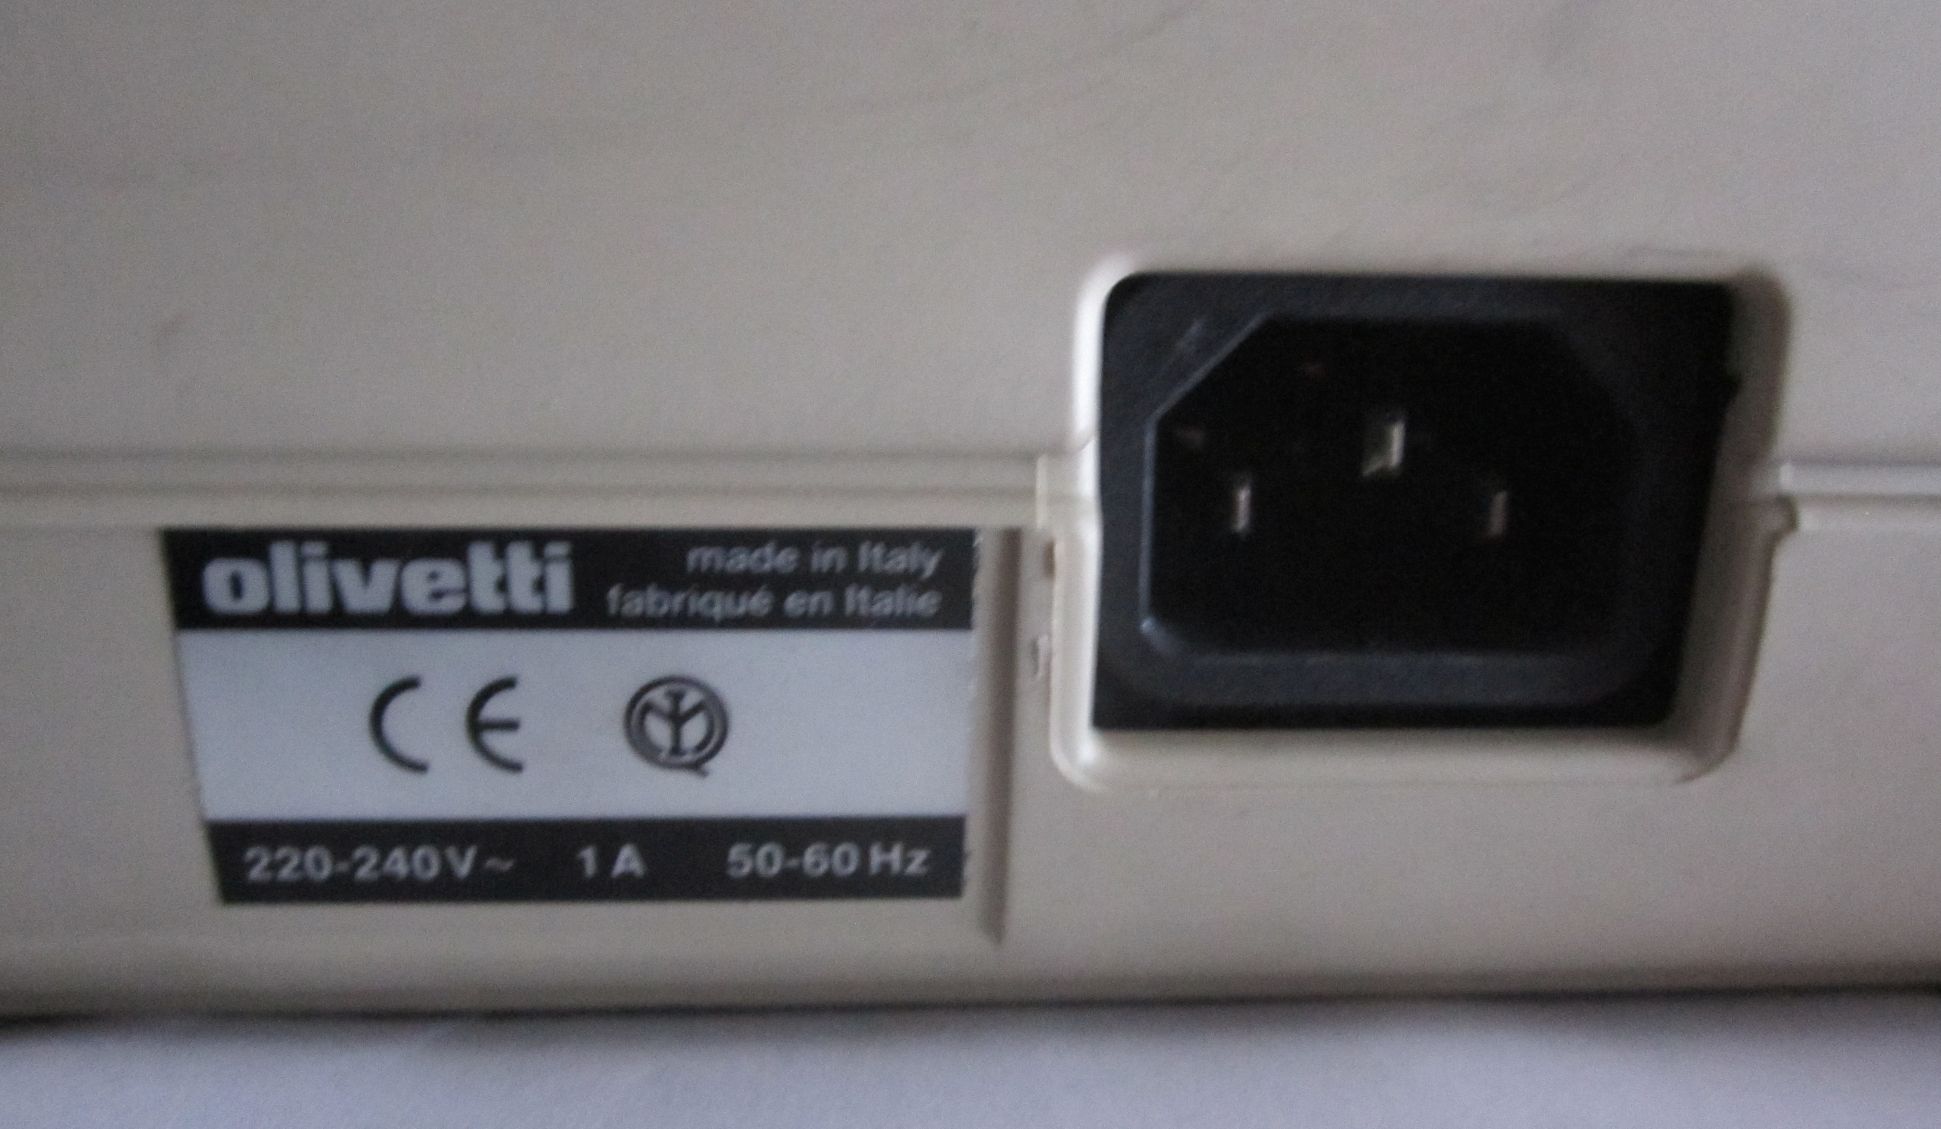 olivetti made in Italy
fabriqué en Italie
CE
220-240V~ 1 A 50-60 Hz